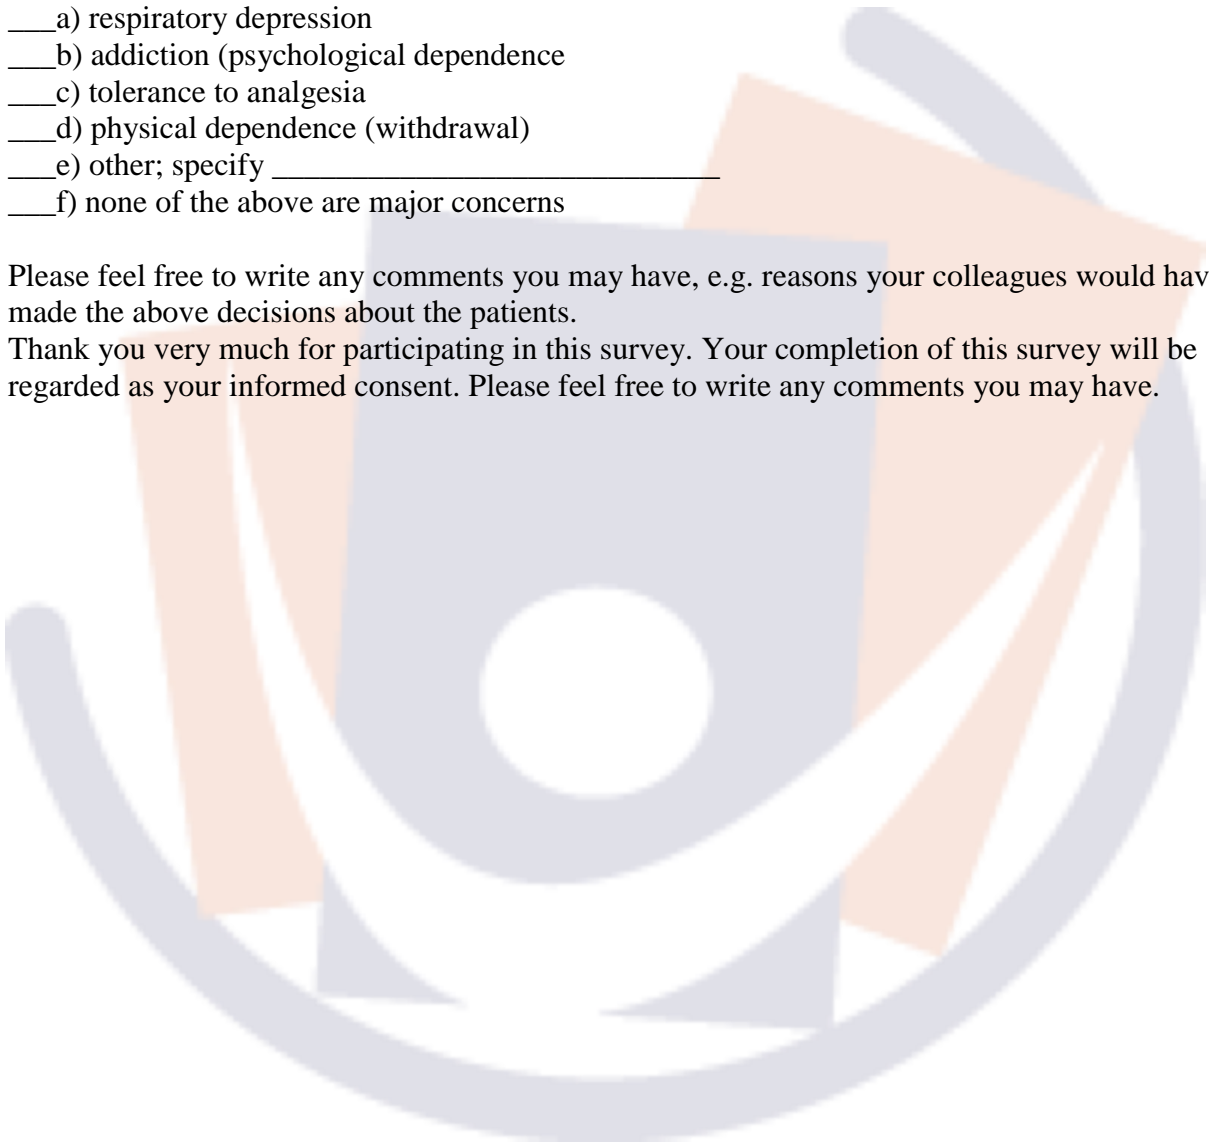 ___a) respiratory depression
___b) addiction (psychological dependence
___c) tolerance to analgesia
___d) physical dependence (withdrawal)
___e) other; specify ____________________________
___f) none of the above are major concerns
Please feel free to write any comments you may have, e.g. reasons your colleagues would hav
made the above decisions about the patients.
Thank you very much for participating in this survey. Your completion of this survey will be
regarded as your informed consent. Please feel free to write any comments you may have.